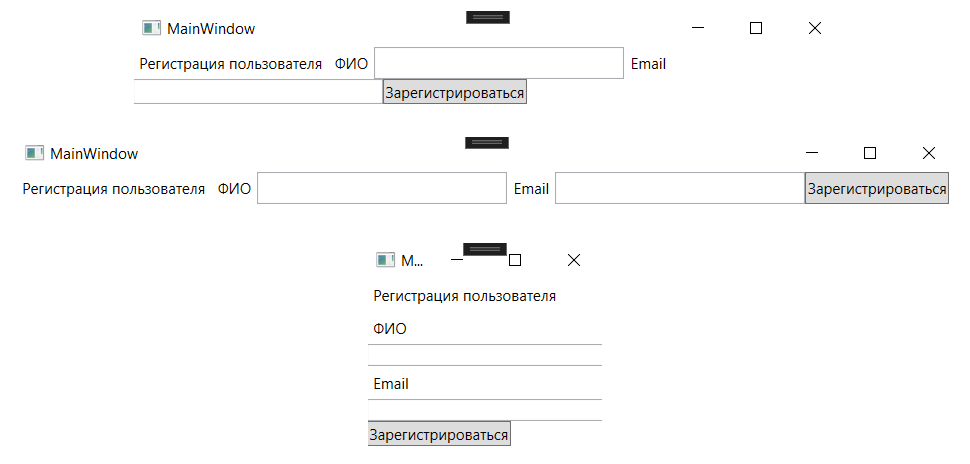 MainWindow
Регистрация пользователя ФИО Email
Зарегистрироваться
MainWindow
Регистрация пользователя ФИО Email Зарегистрироваться
M...
Регистрация пользователя
ФИО
Email
Зарегистрироваться